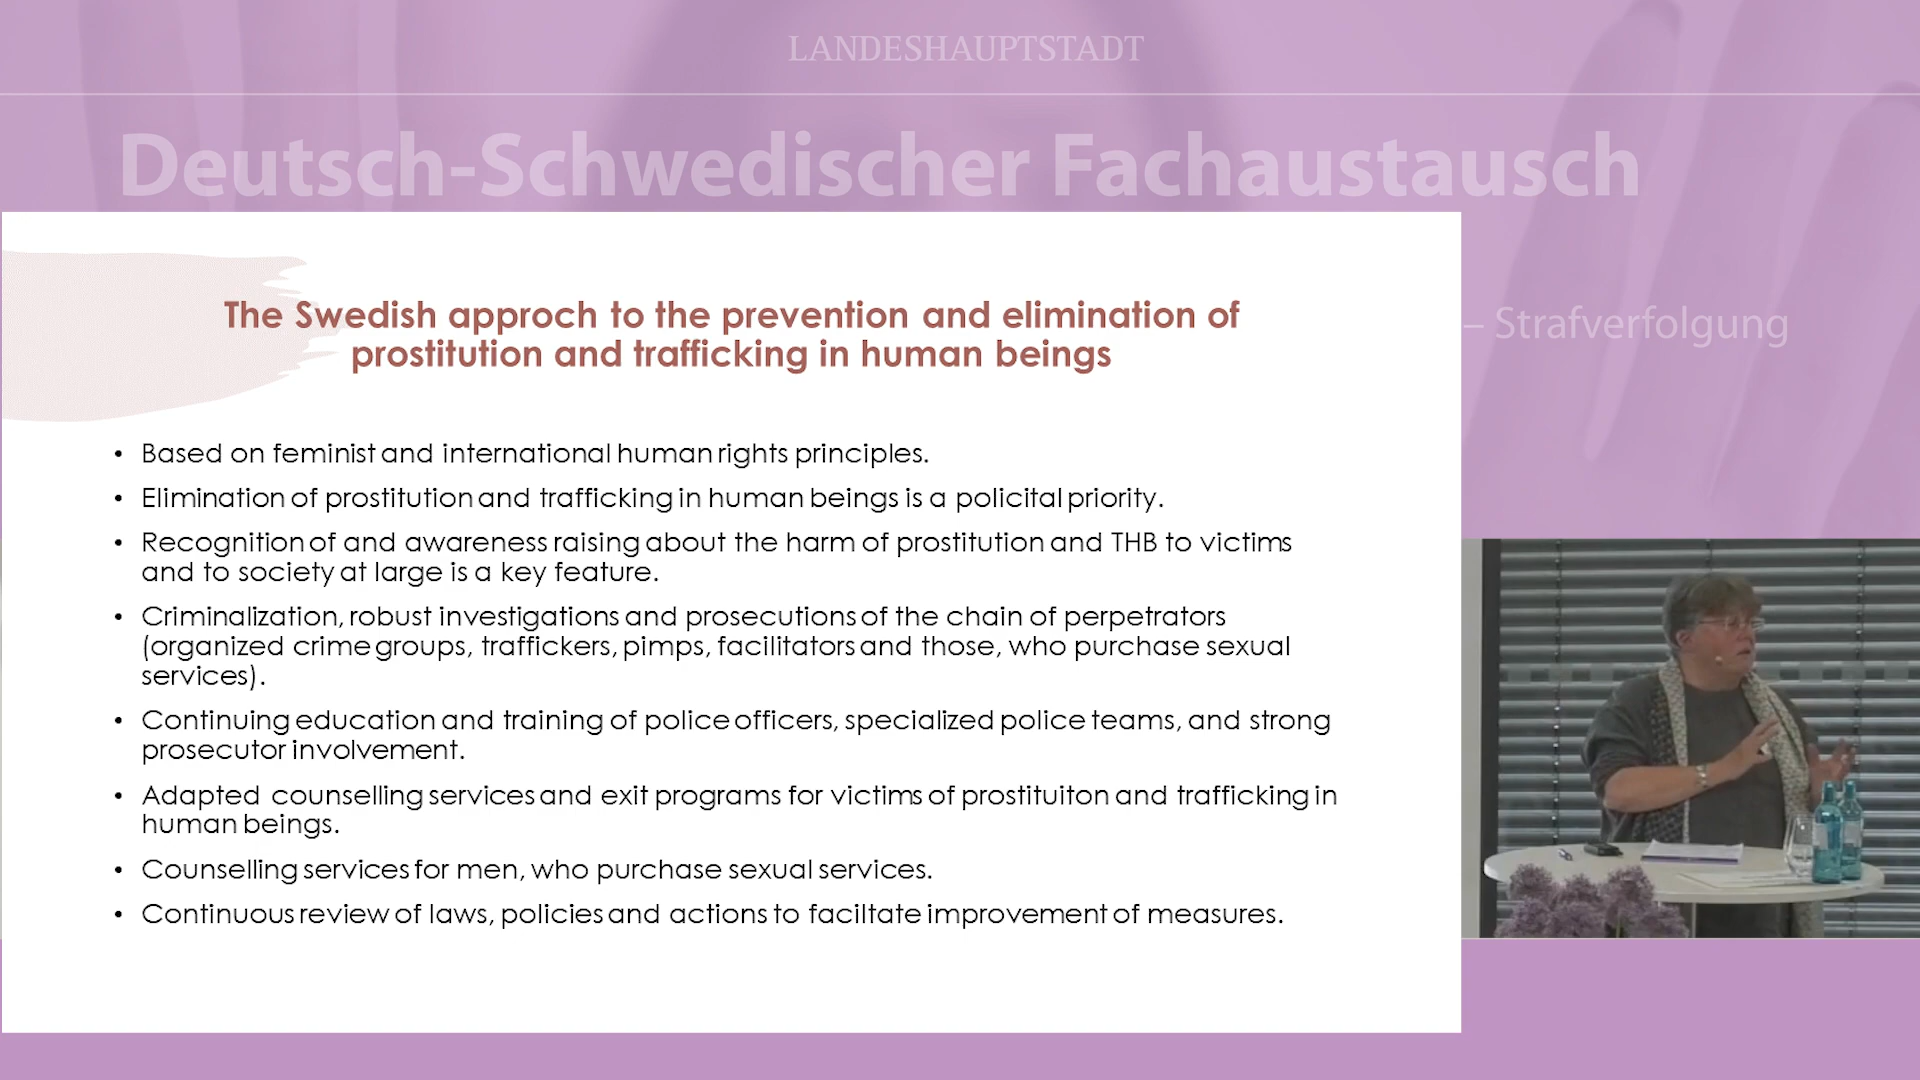 LANDESHAUPTSTADT
Deutsch-Schwedischer Fachaustausch
– Strafverfolgung
The Swedish approch to the prevention and elimination of
prostitution and trafficking in human beings
• Based on feminist and international human rights principles.
• Elimination of prostitution and trafficking in human beings is a policital priority.
• Recognition of and awareness raising about the harm of prostitution and THB to victims
and to society at large is a key feature.
• Criminalization, robust investigations and prosecutions of the chain of perpetrators
(organized crime groups, traffickers, pimps, facilitators and those, who purchase sexual
services).
• Continuing education and training of police officers, specialized police teams, and strong
prosecutor involvement.
• Adapted counselling services and exit programs for victims of prostituiton and trafficking in
human beings.
• Counselling services for men, who purchase sexual services.
• Continuous review of laws, policies and actions to faciltate improvement of measures.